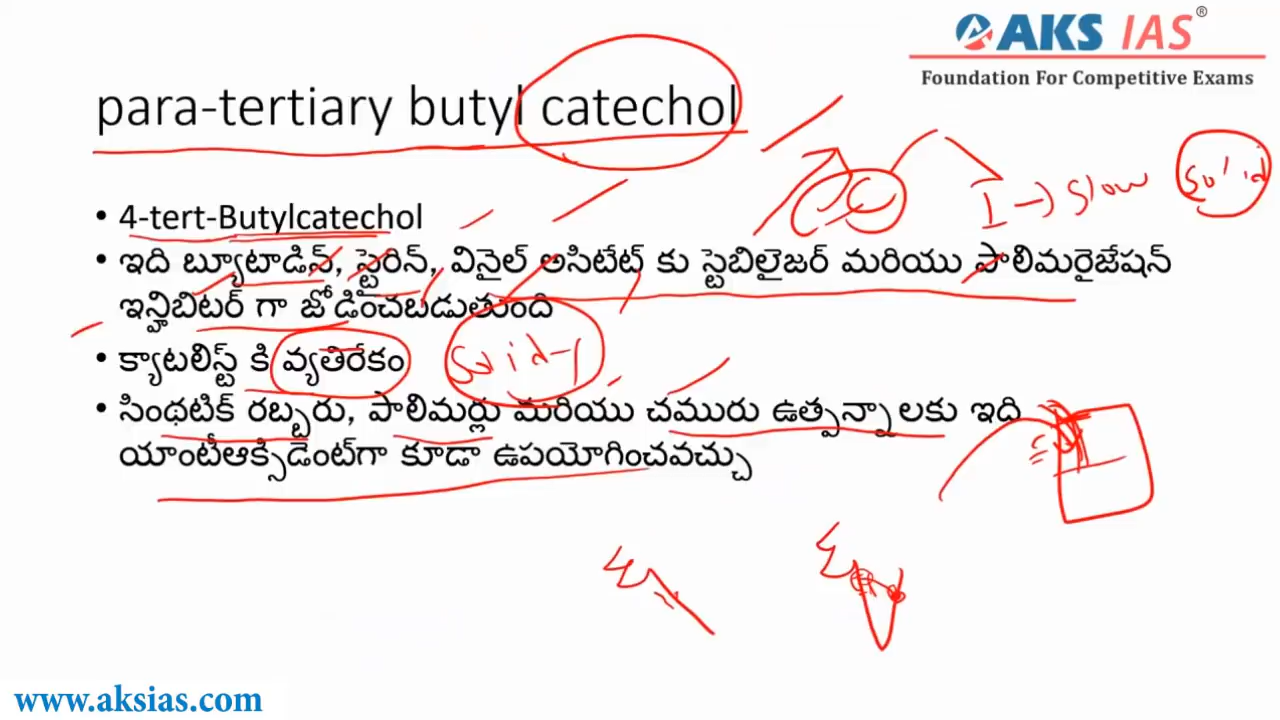 AKS IAS®
Foundation For Competitive Exams
para-tertiary butyl catechol
I → Slow
Solid
• 4-tert-Butylcatechol
• ఇది బ్యూటాడిన్, స్టైరిన్, వినైల్ అసిటేట్ కు స్టెబిలైజర్ మరియు పాలిమరైజేషన్
ఇన్హిబిటర్ గా జోడించబడుతుంది
• క్యాటలిస్ట్ కి వ్యతిరేకం
• సింథటిక్ రబ్బరు, పాలిమర్లు మరియు చమురు ఉత్పన్నాలకు ఇది
యాంటీఆక్సిడెంట్‌గా కూడా ఉపయోగించవచ్చు
www.aksias.com